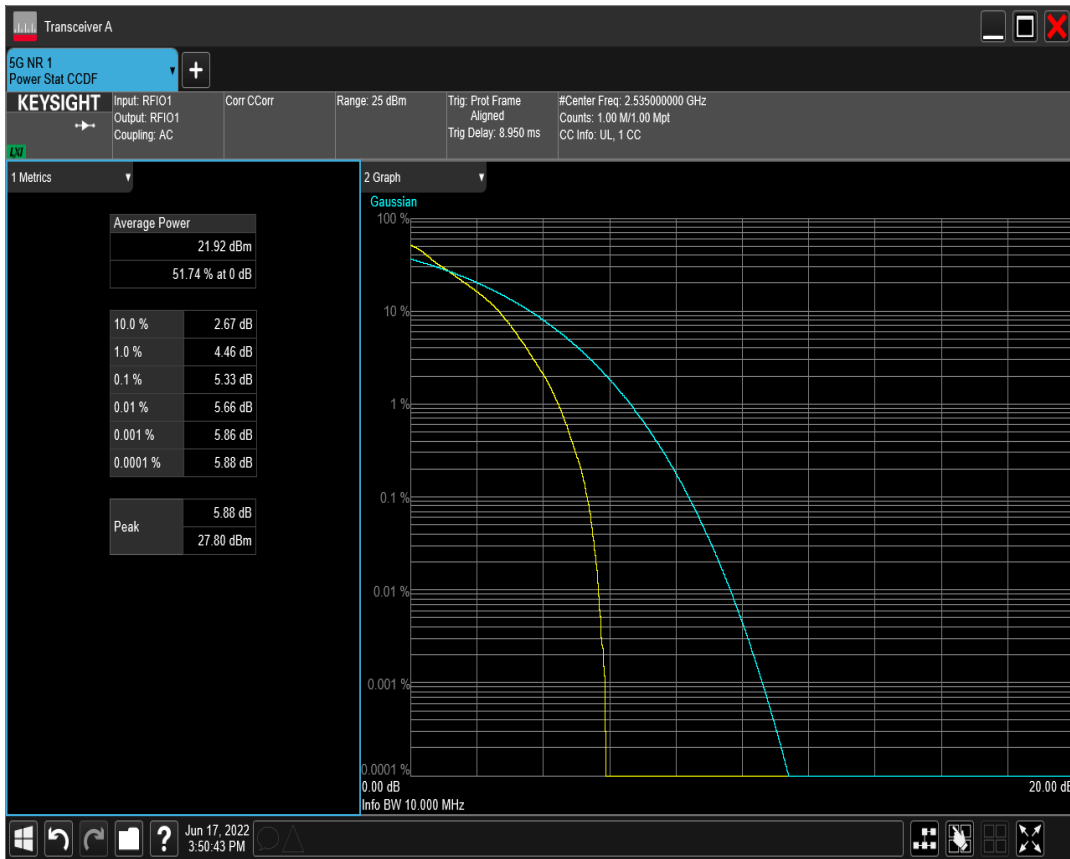 Transceiver A
5G NR 1
Power Stat CCDF
KEYSIGHT
LXI
Input: RFIO1
Output: RFIO1
Coupling: AC
Corr CCorr
Range: 25 dBm
Trig: Prot Frame
Aligned
Trig Delay: 8.950 ms
#Center Freq: 2.535000000 GHz
Counts: 1.00 M/1.00 Mpt
CC Info: UL, 1 CC
1 Metrics
Average Power
21.92 dBm
51.74 % at 0 dB
10.0 % 2.67 dB
1.0 % 4.46 dB
0.1 % 5.33 dB
0.01 % 5.66 dB
0.001 % 5.86 dB
0.0001 % 5.88 dB
Peak
5.88 dB
27.80 dBm
2 Graph
Gaussian
100 %
10 %
1 %
0.1 %
0.01 %
0.001 %
0.0001 %
0.00 dB 20.00 dB
Info BW 10.000 MHz
Jun 17, 2022
3:50:43 PM